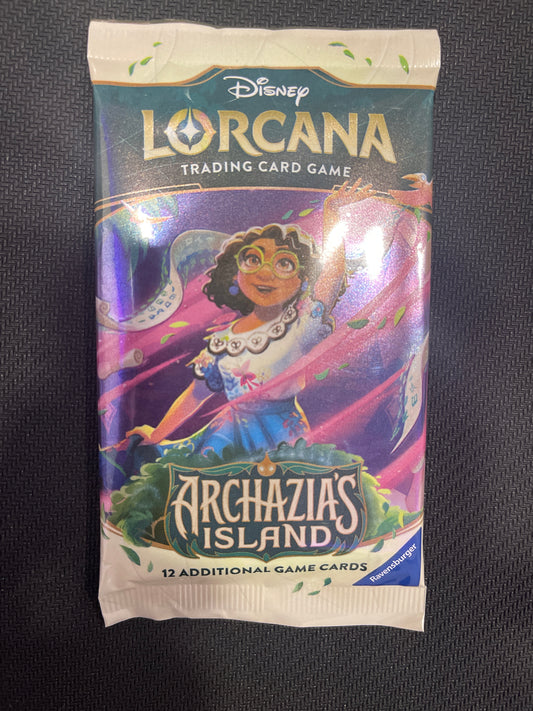 Disney
LORCANA
TRADING CARD GAME
ARCHAZIA'S
ISLAND
12 ADDITIONAL GAME CARDS
Ravensburger